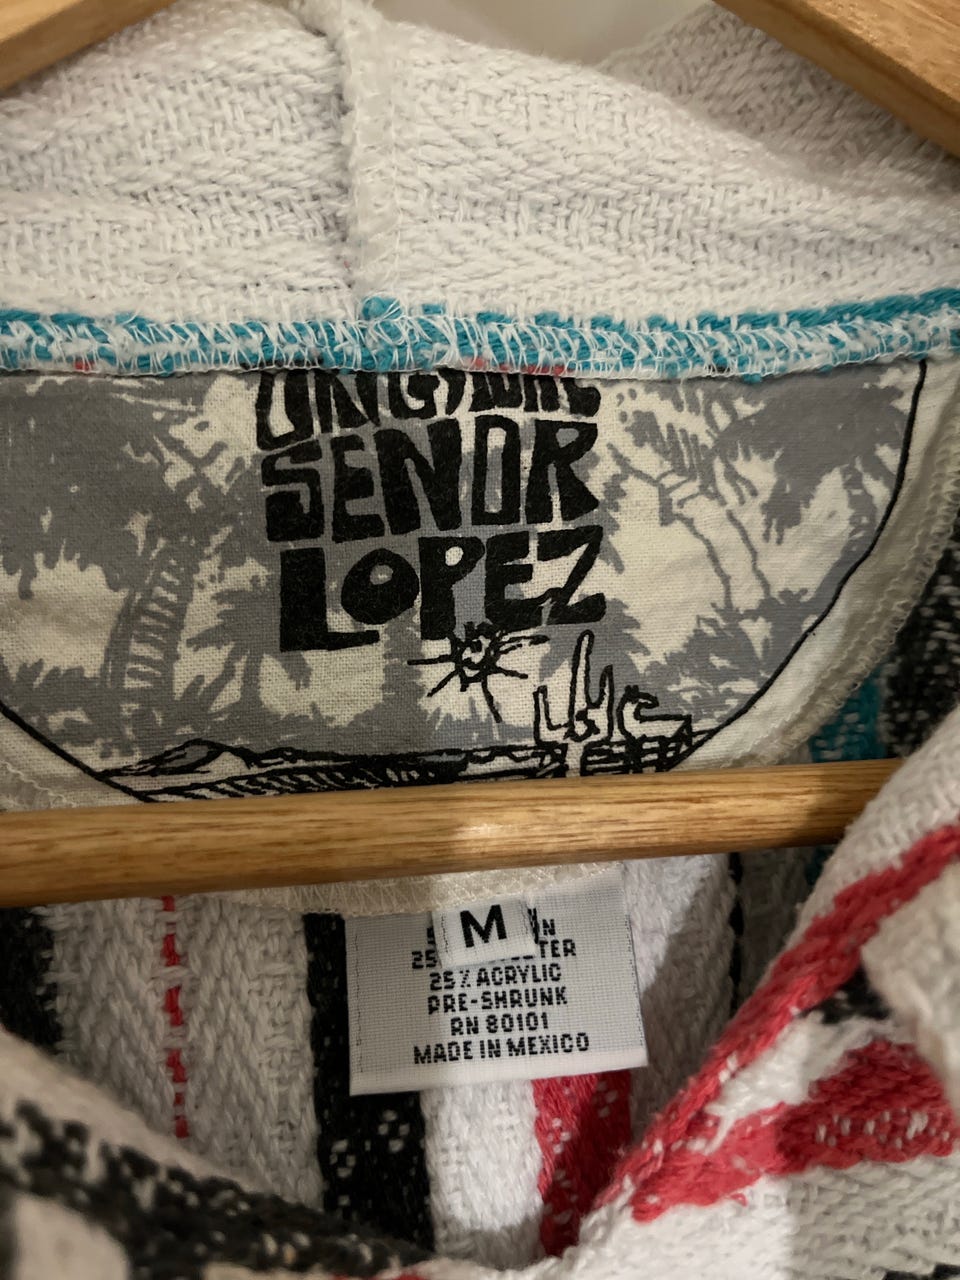 SENOR
LOPEZ
M
25% ACRYLIC
PRE-SHRUNK
RN 80101
MADE IN MEXICO